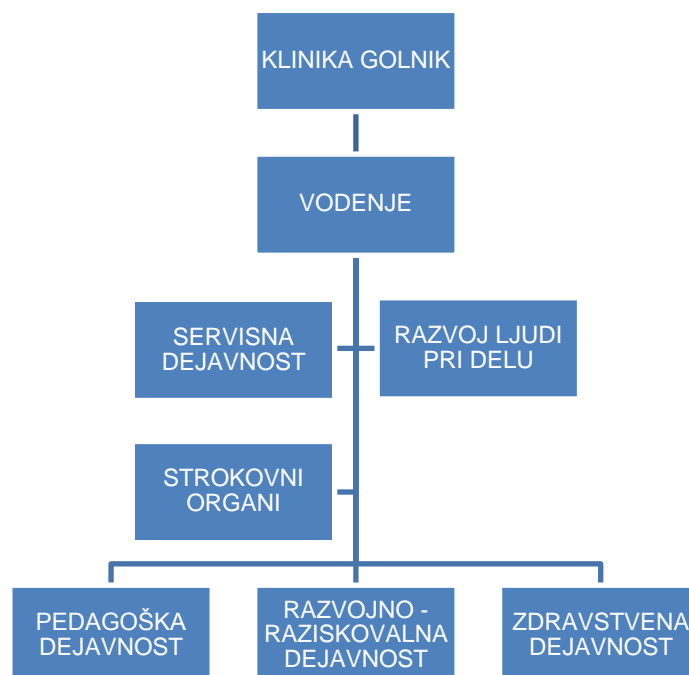 KLINIKA GOLNIK
VODENJE
SERVISNA
DEJAVNOST
RAZVOJ LJUDI
PRI DELU
STROKOVNI
ORGANI
PEDAGOŠKA
DEJAVNOST
RAZVOJNO -
RAZISKOVALNA
DEJAVNOST
ZDRAVSTVENA
DEJAVNOST